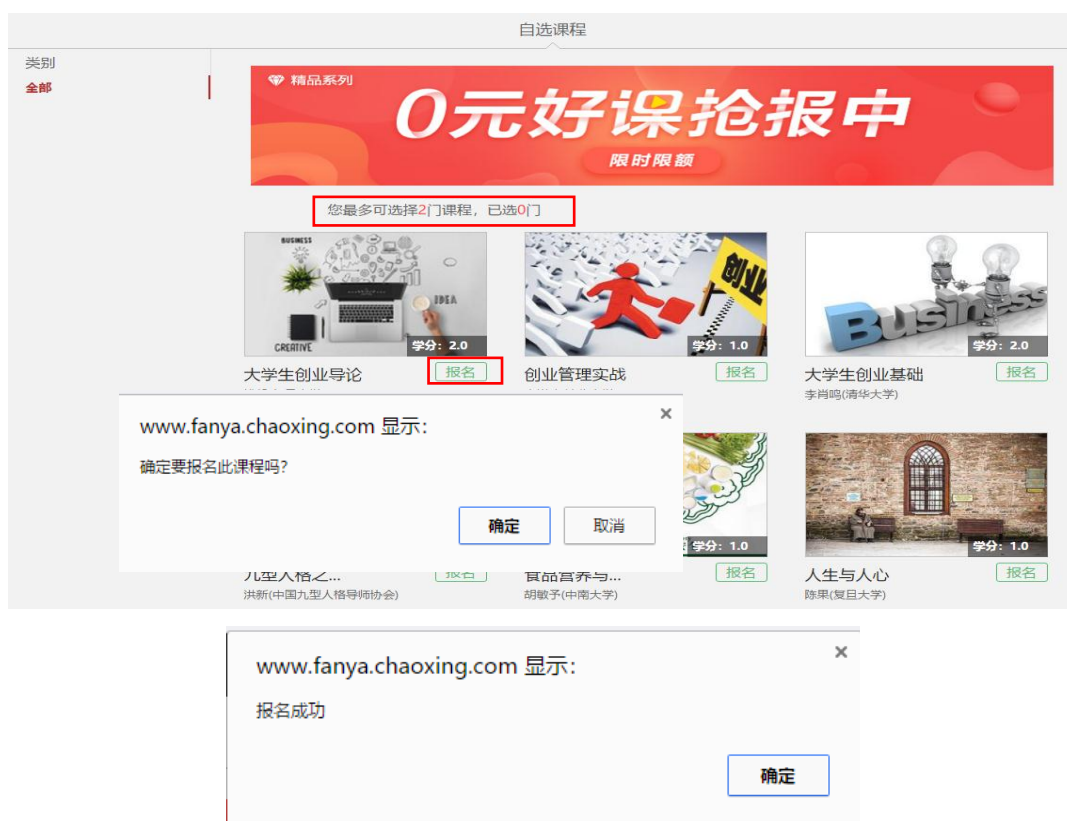 自选课程
类别
全部
精品系列
0元好课抢报中
限时限额
您最多可选择2门课程，已选0门
BUSINESS
IDEA
CREATIVE
学分：2.0
创业
学分：1.0
Business
学分：2.0
大学生创业导论
报名
创业管理实战
报名
大学生创业基础
报名
李肖鸣(清华大学)
www.fanya.chaoxing.com 显示：
×
确定要报名此课程吗?
确定
取消
学分：1.0
学分：1.0
九型人格之...
报名
食品营养与...
报名
人生与人心
报名
洪新(中国九型人格导师协会)
胡敏予(中南大学)
陈果(复旦大学)
www.fanya.chaoxing.com 显示：
×
报名成功
确定